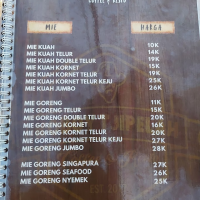 MIE HARGA
MIE KUAH 10K
MIE KUAH TELUR 14K
MIE KUAH DOUBLE TELUR 19K
MIE KUAH KORNET 15K
MIE KUAH KORNET TELUR 19K
MIE KUAH KORNET TELUR KEJU 25K
MIE KUAH JUMBO 26K
MIE GORENG 11K
MIE GORENG TELUR 15K
MIE GORENG DOUBLE TELUR 20K
MIE GORENG KORNET 16K
MIE GORENG KORNET TELUR 20K
MIE GORENG KORNET TELUR KEJU 27K
MIE GORENG JUMBO 28K
MIE GORENG SINGAPURA 27K
MIE GORENG SEAFOOD 26K
MIE GORENG NYEMEK 25K